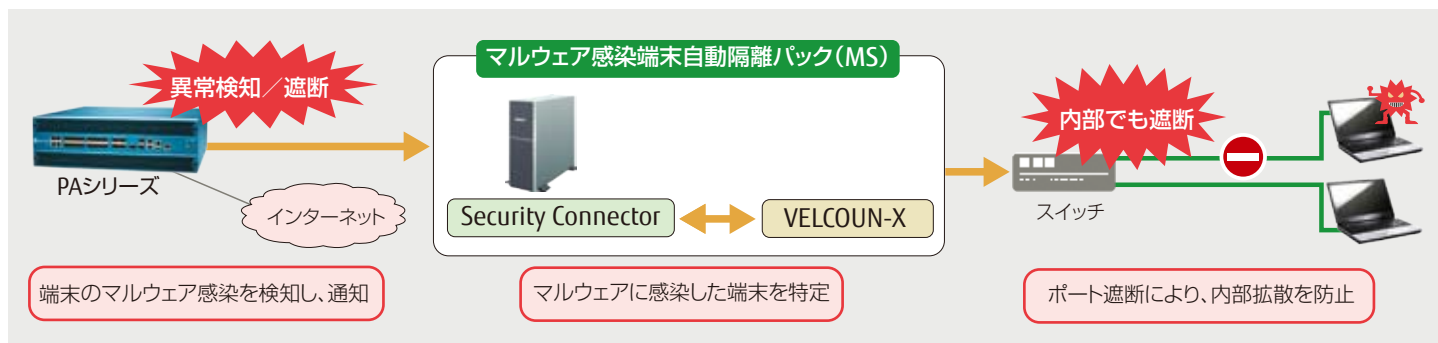 異常検知／遮断
PAシリーズ
インターネット
端末のマルウェア感染を検知し、通知
マルウェア感染端末自動隔離パック（MS）
Security Connector
VELCOUN-X
マルウェアに感染した端末を特定
内部でも遮断
スイッチ
ポート遮断により、内部拡散を防止